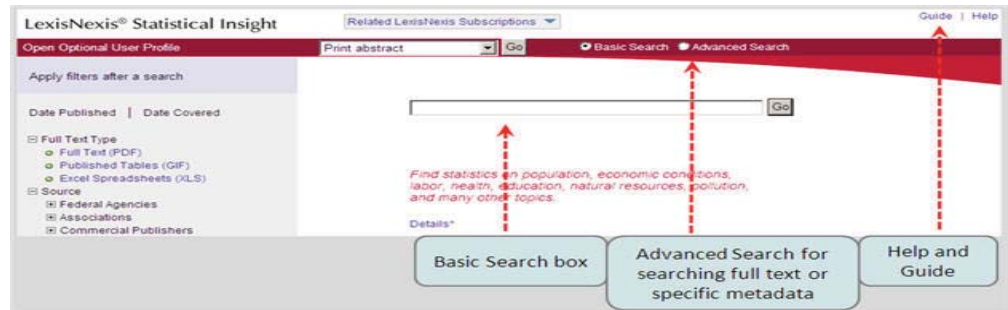 LexisNexis® Statistical Insight
Related LexisNexis Subscriptions
Guide | Help
Open Optional User Profile
Print abstract
Go
Basic Search
Advanced Search
Apply filters after a search
Date Published | Date Covered
Full Text Type
Full Text (PDF)
Published Tables (GIF)
Excel Spreadsheets (XLS)
Source
Federal Agencies
Associations
Commercial Publishers
Go
Find statistics on population, economic conditions,
labor, health, education, natural resources, pollution,
and many other topics.
Details*
Basic Search box
Advanced Search for
searching full text or
specific metadata
Help and
Guide